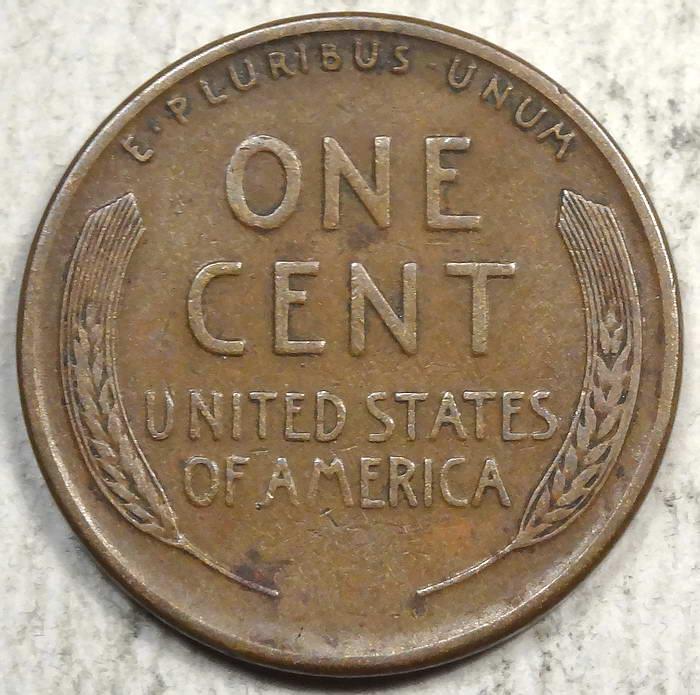 E·PLURIBUS·UNUM
ONE
CENT
UNITED STATES
OF AMERICA